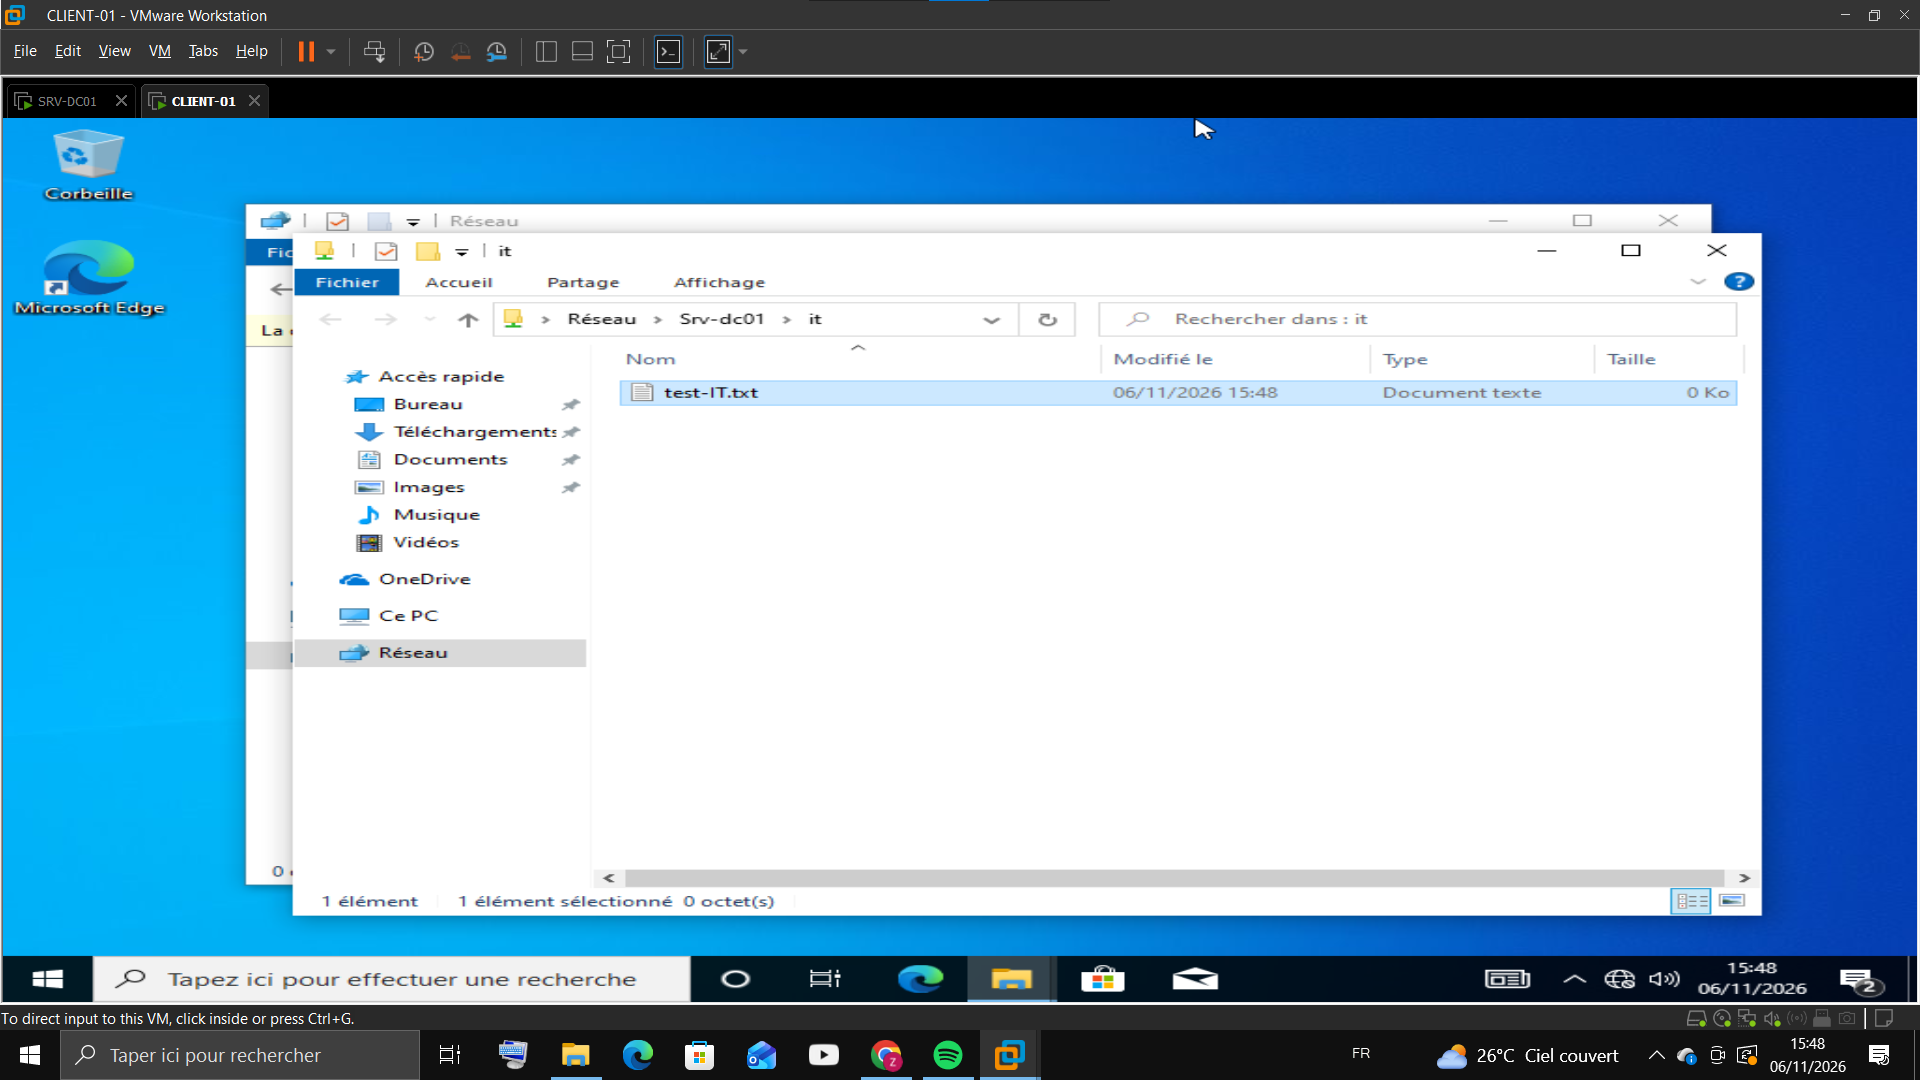 CLIENT-01 - VMware Workstation
File Edit View VM Tabs Help
SRV-DC01 CLIENT-01
Corbeille
Microsoft Edge
Réseau
Fic
La
0
it
Fichier Accueil Partage Affichage
?
Réseau > Srv-dc01 > it
Rechercher dans : it
Nom Modifié le Type Taille
test-IT.txt 06/11/2026 15:48 Document texte 0 Ko
Accès rapide
Bureau
Téléchargements
Documents
Images
Musique
Vidéos
OneDrive
Ce PC
Réseau
1 élément 1 élément sélectionné 0 octet(s)
Tapez ici pour effectuer une recherche
15:48
06/11/2026
2
To direct input to this VM, click inside or press Ctrl+G.
Taper ici pour rechercher
FR
26°C Ciel couvert
15:48
06/11/2026